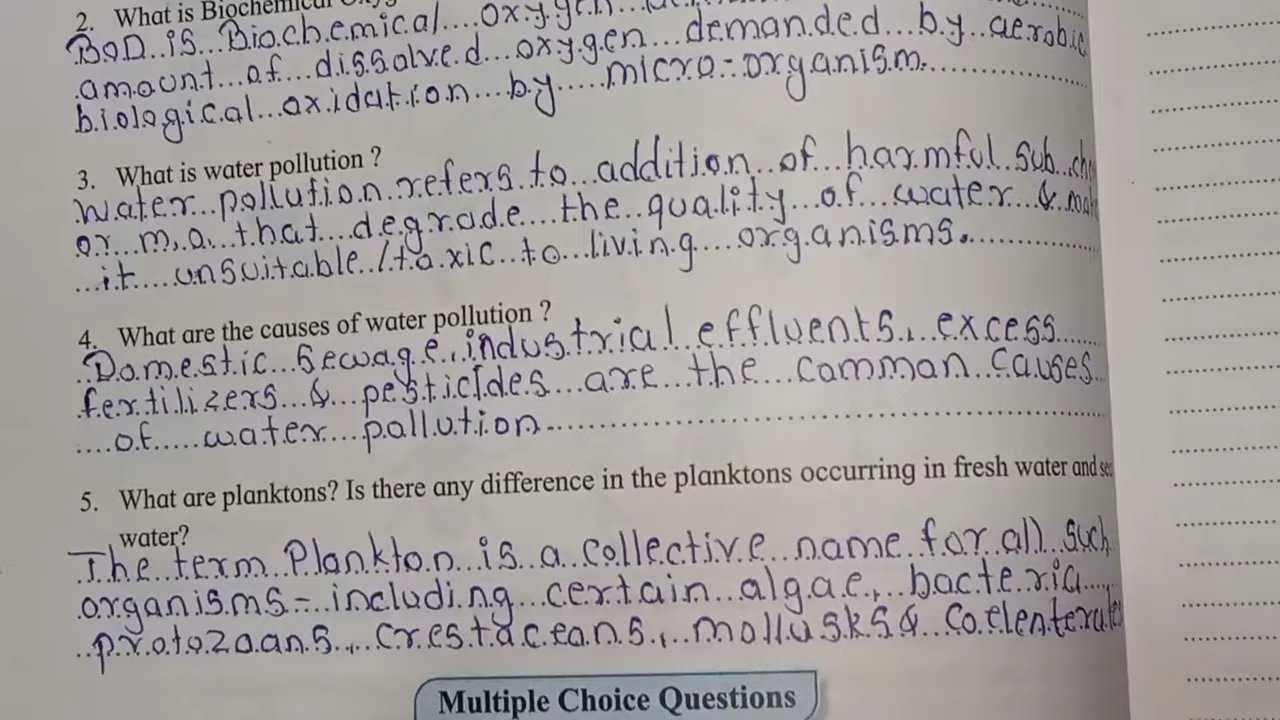 2. What is Biochemical
BOD is Biochemical oxygen
amount of dissolved oxygen demanded by aerobic
biological oxidation by micro-organism.
3. What is water pollution ?
Water pollution refers to addition of harmful sub
or m.o. that degrade the quality of water &
it unsuitable / toxic to living organisms.
4. What are the causes of water pollution ?
Domestic Sewage, industrial effluents, excess
fertilizers & pesticides are the common causes
of water pollution
5. What are planktons? Is there any difference in the planktons occurring in fresh water and
water?
The term Plankton is a collective name for all such
organisms - including certain algae, bacteria
protozoans, crestaceans, mollusks & Coelenterate
Multiple Choice Questions